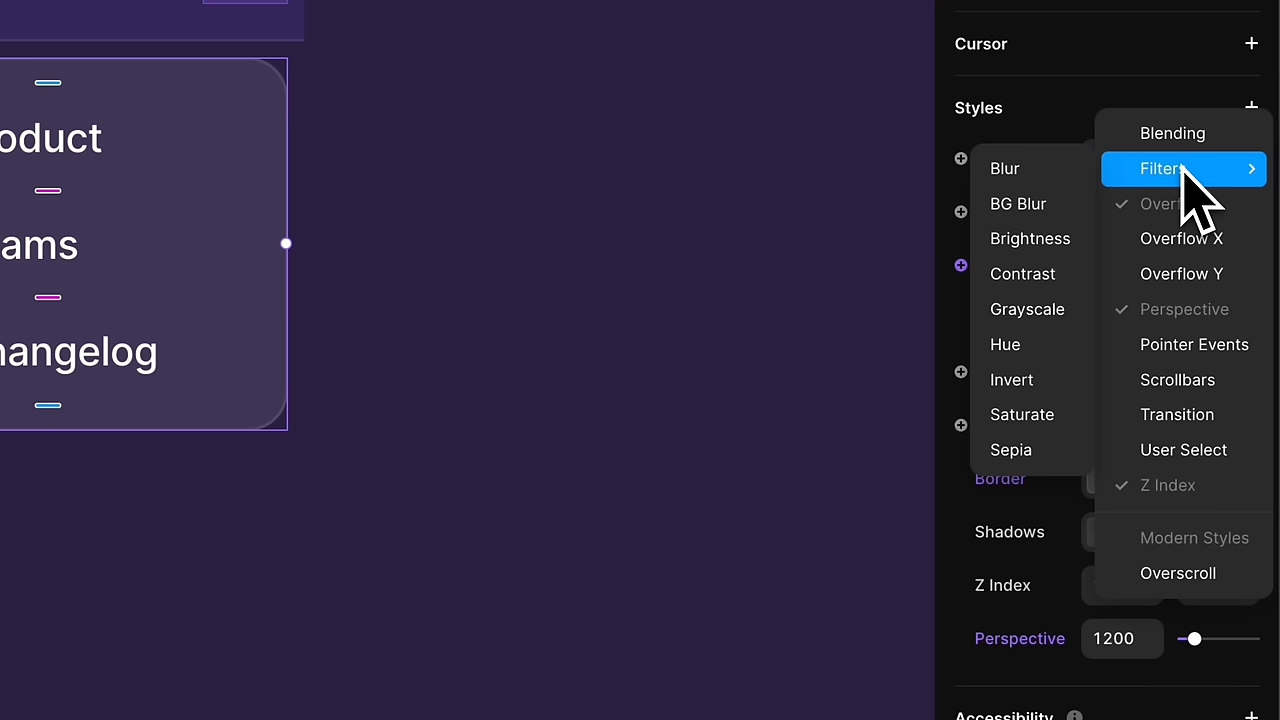 Cursor
Styles
Blending
Filters
Overf
Overflow X
Overflow Y
Perspective
Pointer Events
Scrollbars
Transition
User Select
Z Index
Modern Styles
Overscroll
Blur
BG Blur
Brightness
Contrast
Grayscale
Hue
Invert
Saturate
Sepia
Border
Shadows
Z Index
Perspective 1200
Accessibility
oduct
ams
hangelog